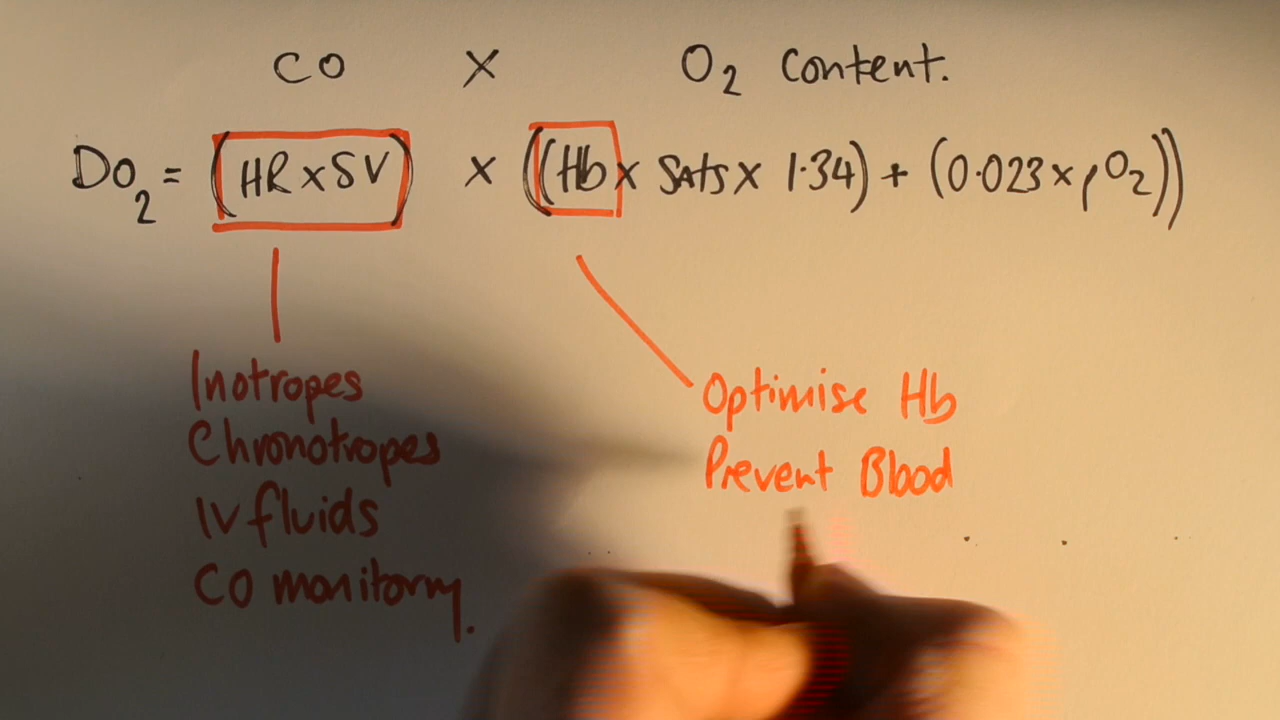 CO × O₂ content.
DO₂ = (HR × SV) × ((Hb × Sats × 1.34) + (0.023 × pO₂))
Inotropes
Chronotropes
IV fluids
CO monitorng.
Optimise Hb
Prevent Blood